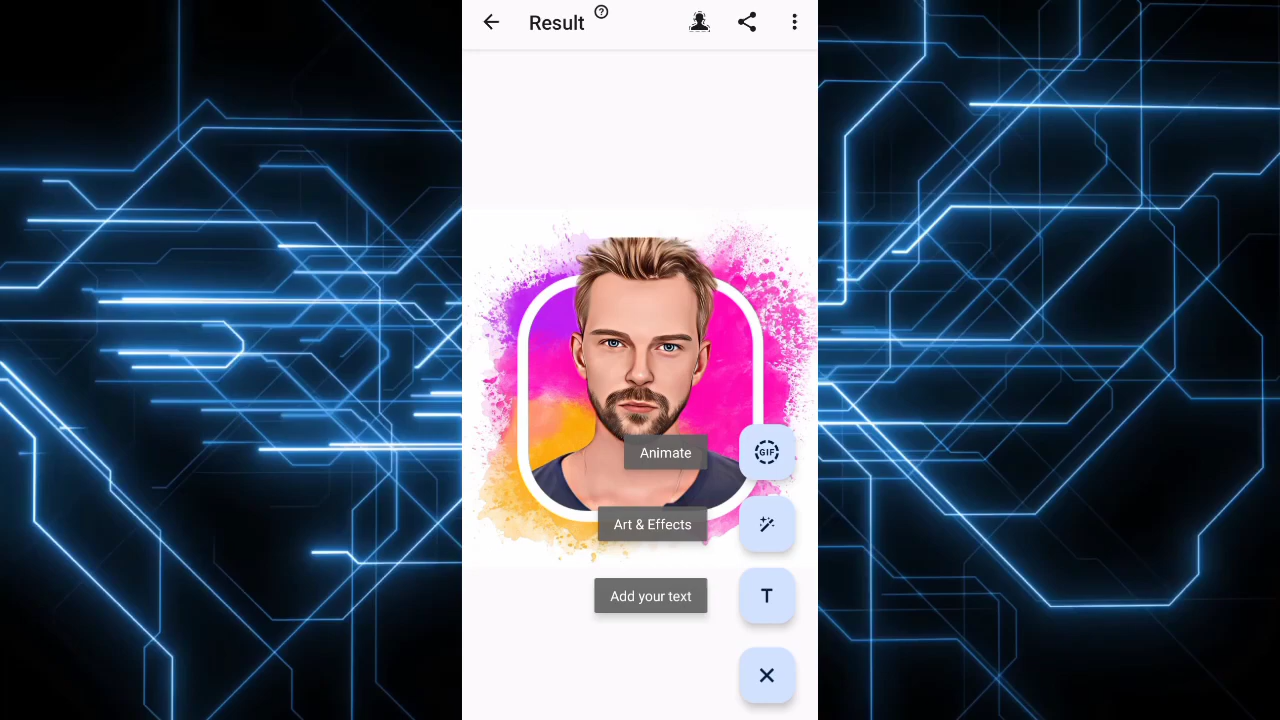 Result
Animate
GIF
Art & Effects
Add your text
T